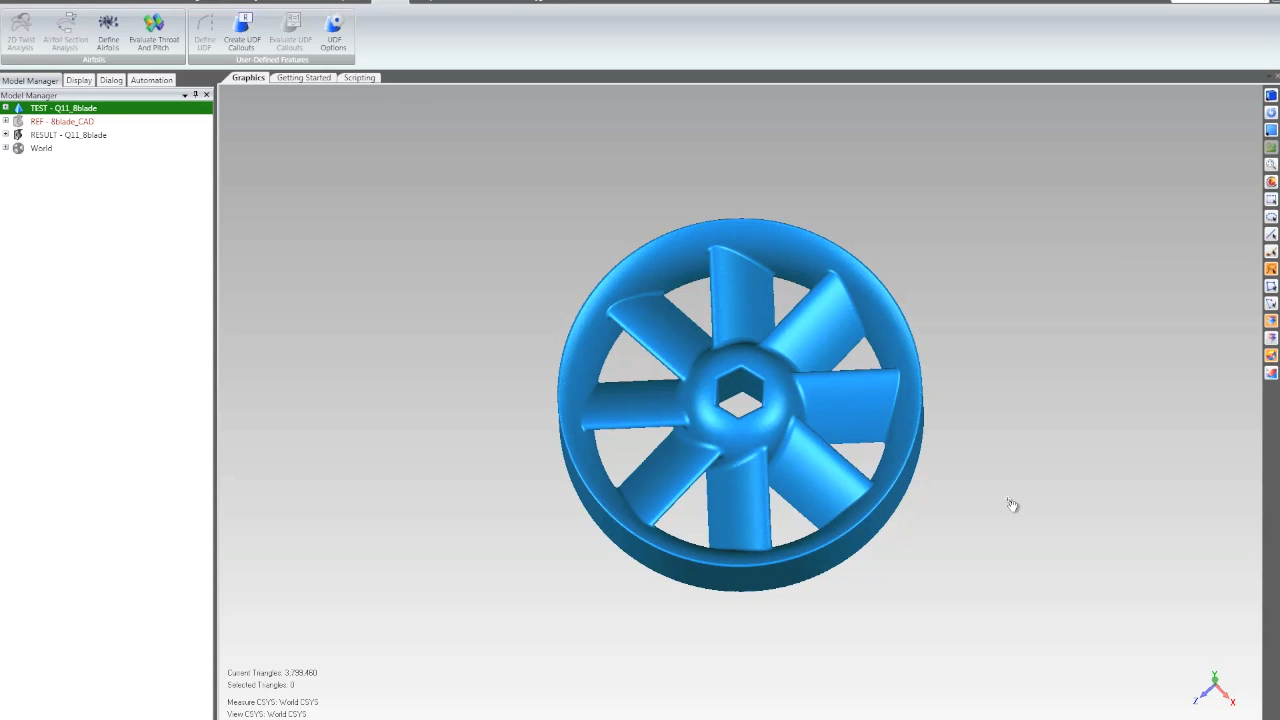 2D Twist Analysis
Airfoil Section Analysis
Define Airfoils
Evaluate Throat And Pitch
Define UDF
Create UDF Callouts
Evaluate UDF Callouts
UDF Options
Airfoils
User-Defined Features
Model Manager
Display
Dialog
Automation
Graphics
Getting Started
Scripting
Model Manager
TEST - Q11_8blade
REF - 8blade_CAD
RESULT - Q11_8blade
World
Current Triangles: 3,799,460
Selected Triangles: 0
Measure CSYS: World CSYS
View CSYS: World CSYS
Y
Z
X